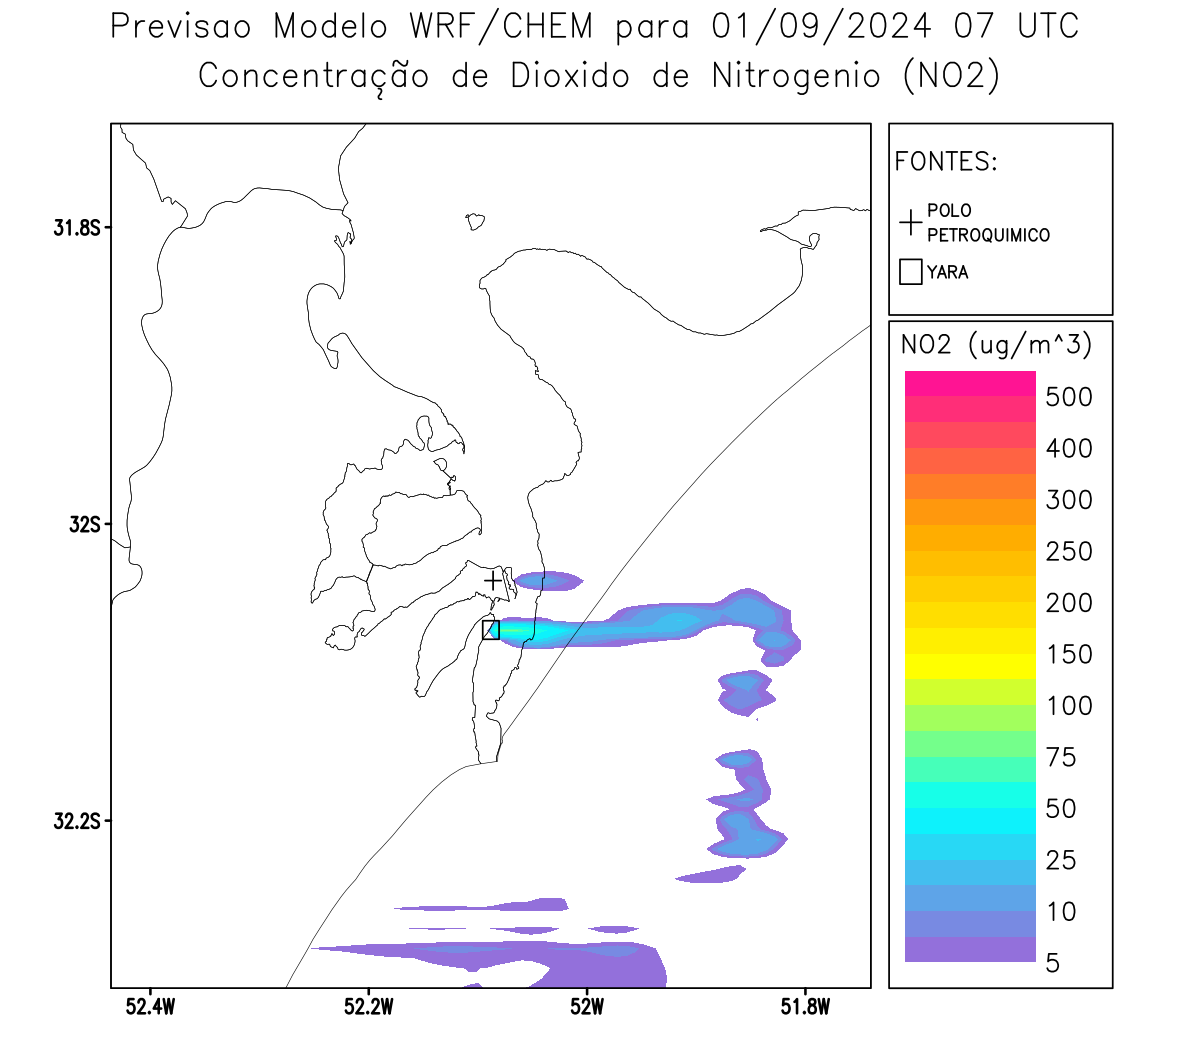 Previsao Modelo WRF/CHEM para 01/09/2024 07 UTC
Concentração de Dioxido de Nitrogenio (NO2)
FONTES:
POLO
PETROQUIMICO
YARA
NO2 (ug/m^3)
500
400
300
250
200
150
100
75
50
25
10
5
31.8S
32S
32.2S
52.4W
52.2W
52W
51.8W